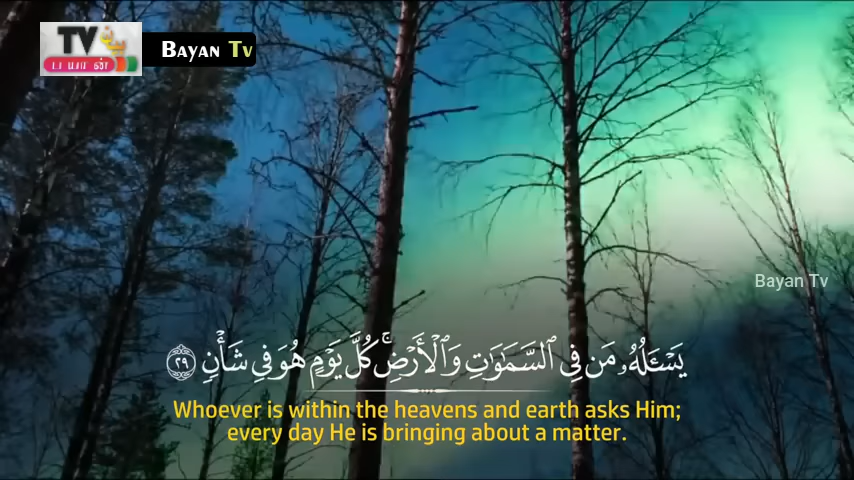 TV
BAYAN TV
Bayan Tv
يَسْـَٔلُهُۥ مَن فِى ٱلسَّمَٰوَٰتِ وَٱلْأَرْضِ ۚ كُلَّ يَوْمٍ هُوَ فِى شَأْنٍ ٢٩
Whoever is within the heavens and earth asks Him;
every day He is bringing about a matter.